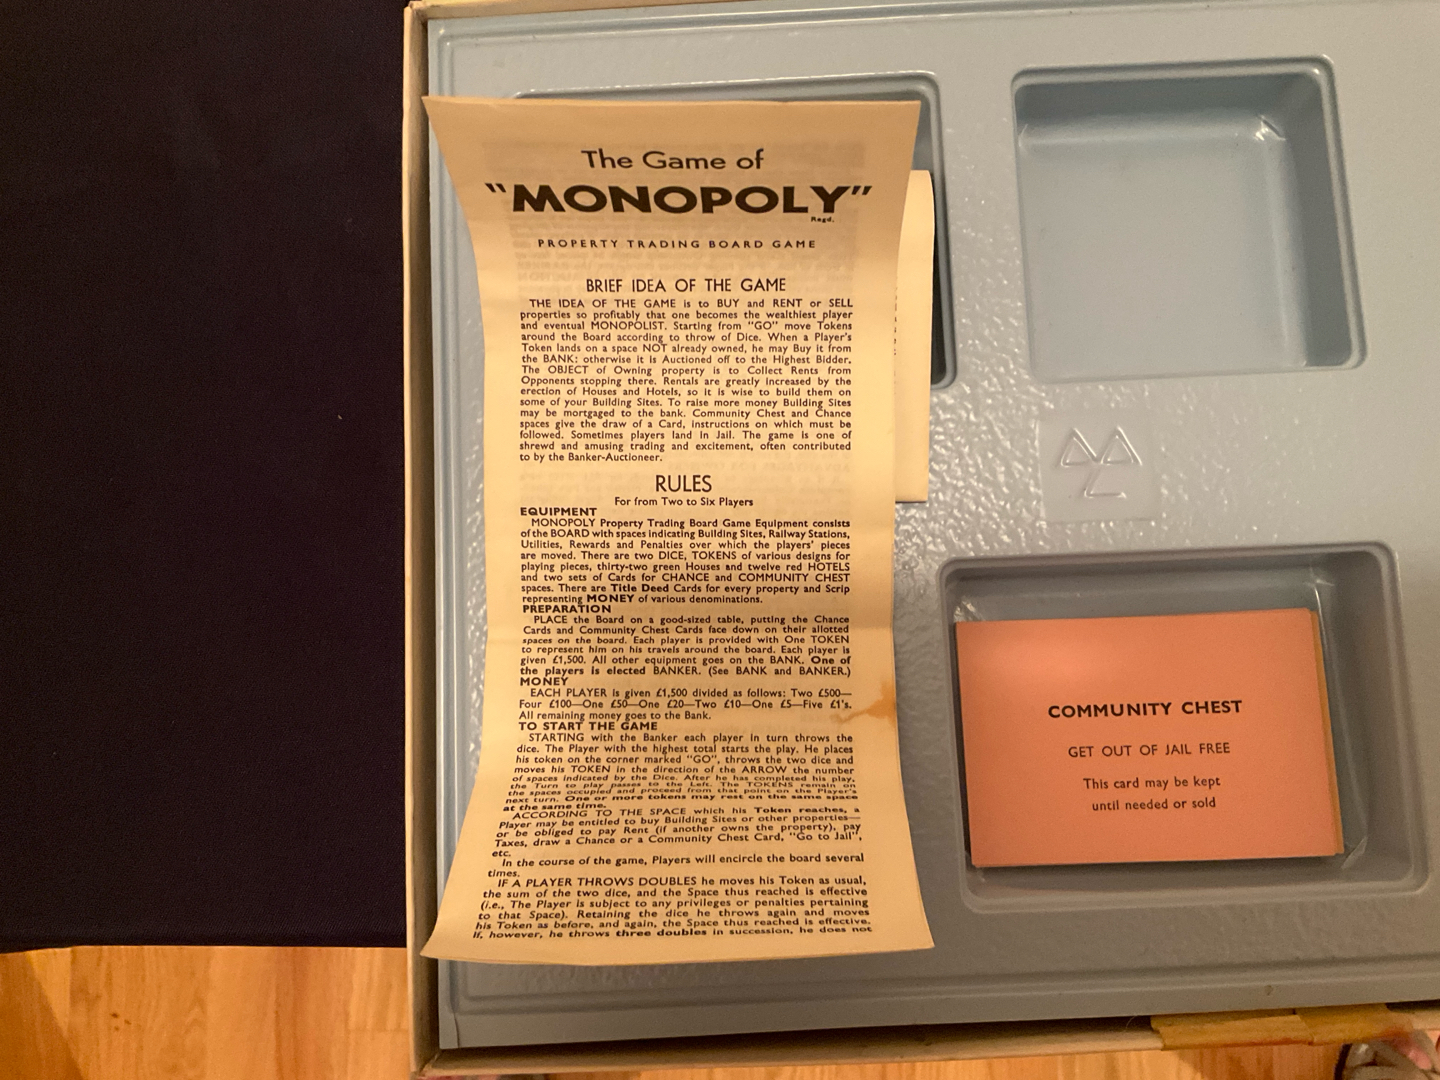 The Game of
"MONOPOLY"
Regd.
PROPERTY TRADING BOARD GAME
BRIEF IDEA OF THE GAME
THE IDEA OF THE GAME is to BUY and RENT or SELL
properties so profitably that one becomes the wealthiest player
and eventual MONOPOLIST. Starting from "GO" move Tokens
around the Board according to throw of Dice. When a Player's
Token lands on a space NOT already owned, he may Buy it from
the BANK: otherwise it is Auctioned off to the Highest Bidder.
The OBJECT of Owning property is to Collect Rents from
Opponents stopping there. Rentals are greatly increased by the
erection of Houses and Hotels, so it is wise to build them on
some of your Building Sites. To raise more money Building Sites
may be mortgaged to the bank. Community Chest and Chance
spaces give the draw of a Card, instructions on which must be
followed. Sometimes players land in Jail. The game is one of
shrewd and amusing trading and excitement, often contributed
to by the Banker-Auctioneer.
RULES
For from Two to Six Players
EQUIPMENT
MONOPOLY Property Trading Board Game Equipment consists
of the BOARD with spaces indicating Building Sites, Railway Stations,
Utilities, Rewards and Penalties over which the players' pieces
are moved. There are two DICE, TOKENS of various designs for
playing pieces, thirty-two green Houses and twelve red HOTELS
and two sets of Cards for CHANCE and COMMUNITY CHEST
spaces. There are Title Deed Cards for every property and Scrip
representing MONEY of various denominations.
PREPARATION
PLACE the Board on a good-sized table, putting the Chance
Cards and Community Chest Cards face down on their allotted
spaces on the board. Each player is provided with One TOKEN
to represent him on his travels around the board. Each player is
given £1,500. All other equipment goes on the BANK. One of
the players is elected BANKER. (See BANK and BANKER.)
MONEY
EACH PLAYER is given £1,500 divided as follows: Two £500—
Four £100—One £50—One £20—Two £10—One £5—Five £1's.
All remaining money goes to the Bank.
TO START THE GAME
STARTING with the Banker each player in turn throws the
dice. The Player with the highest total starts the play. He places
his token on the corner marked "GO", throws the two dice and
moves his TOKEN in the direction of the ARROW the number
of spaces indicated by the Dice. After he has completed his play,
the Turn to play passes to the Left. The TOKENS remain on
the spaces occupied and proceed from that point on the Player's
next turn. One or more tokens may rest on the same space
at the same time.
ACCORDING TO THE SPACE which his Token reaches, a
Player may be entitled to buy Building Sites or other properties—
or be obliged to pay Rent (if another owns the property), pay
Taxes, draw a Chance or a Community Chest Card, "Go to Jail",
etc.
In the course of the game, Players will encircle the board several
times.
IF A PLAYER THROWS DOUBLES he moves his Token as usual,
the sum of the two dice, and the Space thus reached is effective
(i.e., The Player is subject to any privileges or penalties pertaining
to that Space). Retaining the dice he throws again and moves
his Token as before, and again, the Space thus reached is effective.
If, however, he throws three doubles in succession, he does not
COMMUNITY CHEST
GET OUT OF JAIL FREE
This card may be kept
until needed or sold